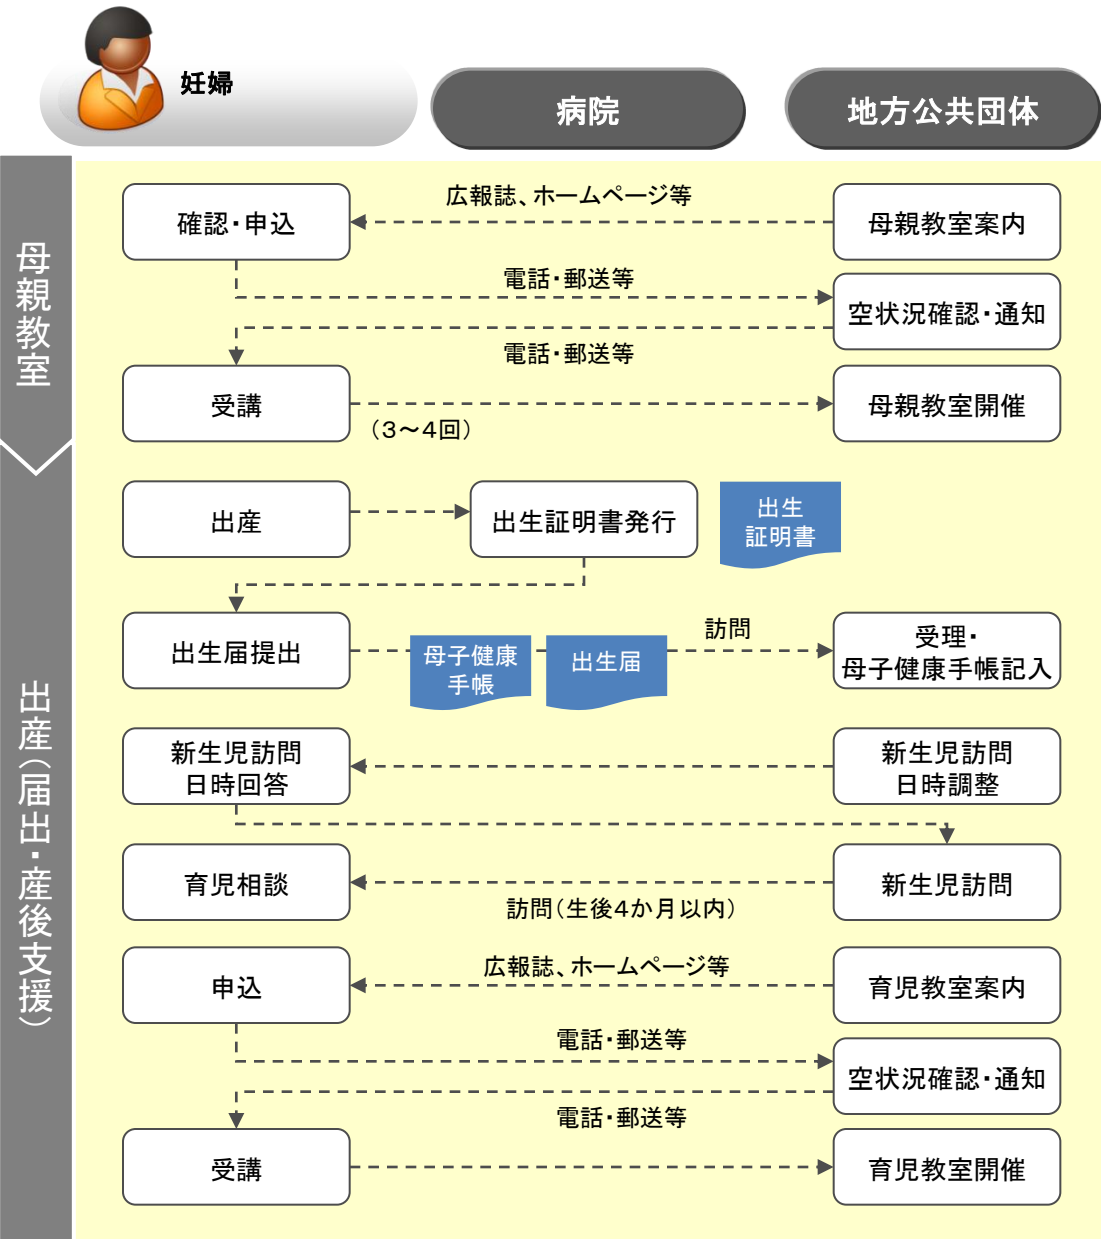 妊婦
病院
地方公共団体
母親教室
確認・申込
広報誌、ホームページ等
母親教室案内
電話・郵送等
空状況確認・通知
電話・郵送等
受講
(3～4回)
母親教室開催
出産(届出・産後支援)
出産
出生証明書発行
出生
証明書
出生届提出
母子健康
手帳
出生届
訪問
受理・
母子健康手帳記入
新生児訪問
日時回答
新生児訪問
日時調整
育児相談
訪問(生後4か月以内)
新生児訪問
申込
広報誌、ホームページ等
育児教室案内
電話・郵送等
空状況確認・通知
電話・郵送等
受講
育児教室開催